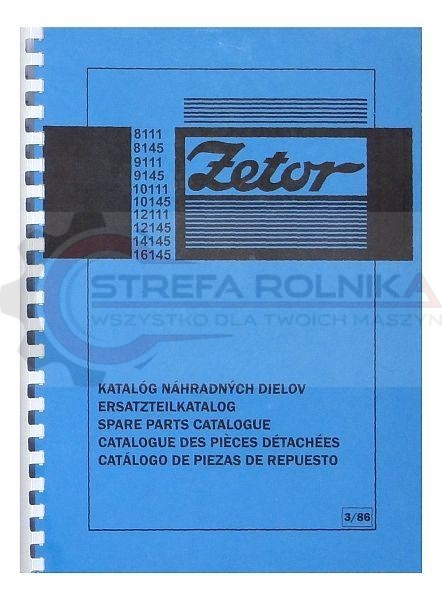 8111
8145
9111
9145
10111
10145
12111
12145
14145
16145
Zetor
STREFA ROLNIKA
WSZYSTKO DLA TWOICH MASZYN
KATALÓG NÁHRADNÝCH DIELOV
ERSATZTEILKATALOG
SPARE PARTS CATALOGUE
CATALOGUE DES PIÈCES DÉTACHÉES
CATÁLOGO DE PIEZAS DE REPUESTO
3/86